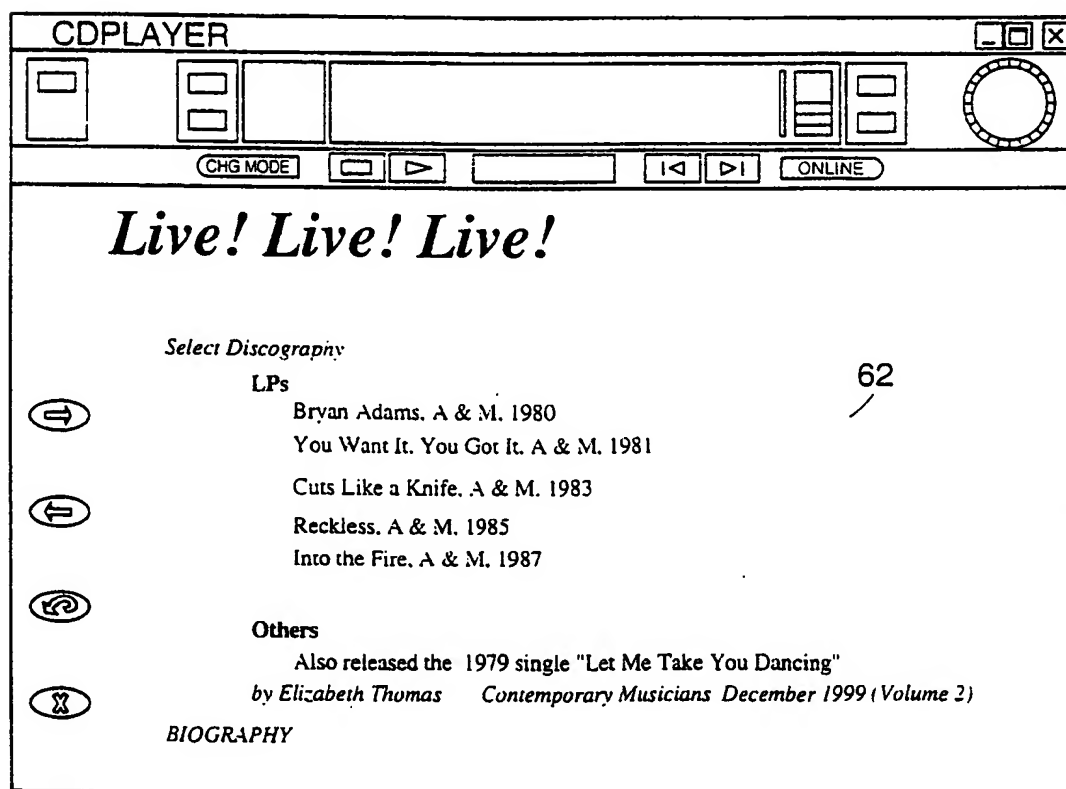 CDPLAYER
CHG MODE
ONLINE
Live! Live! Live!
Select Discography
62
LPs
Bryan Adams. A & M. 1980
You Want It. You Got It. A & M. 1981
Cuts Like a Knife. A & M. 1983
Reckless. A & M. 1985
Into the Fire. A & M. 1987
Others
Also released the 1979 single "Let Me Take You Dancing"
by Elizabeth Thomas Contemporary Musicians December 1999 (Volume 2)
BIOGRAPHY